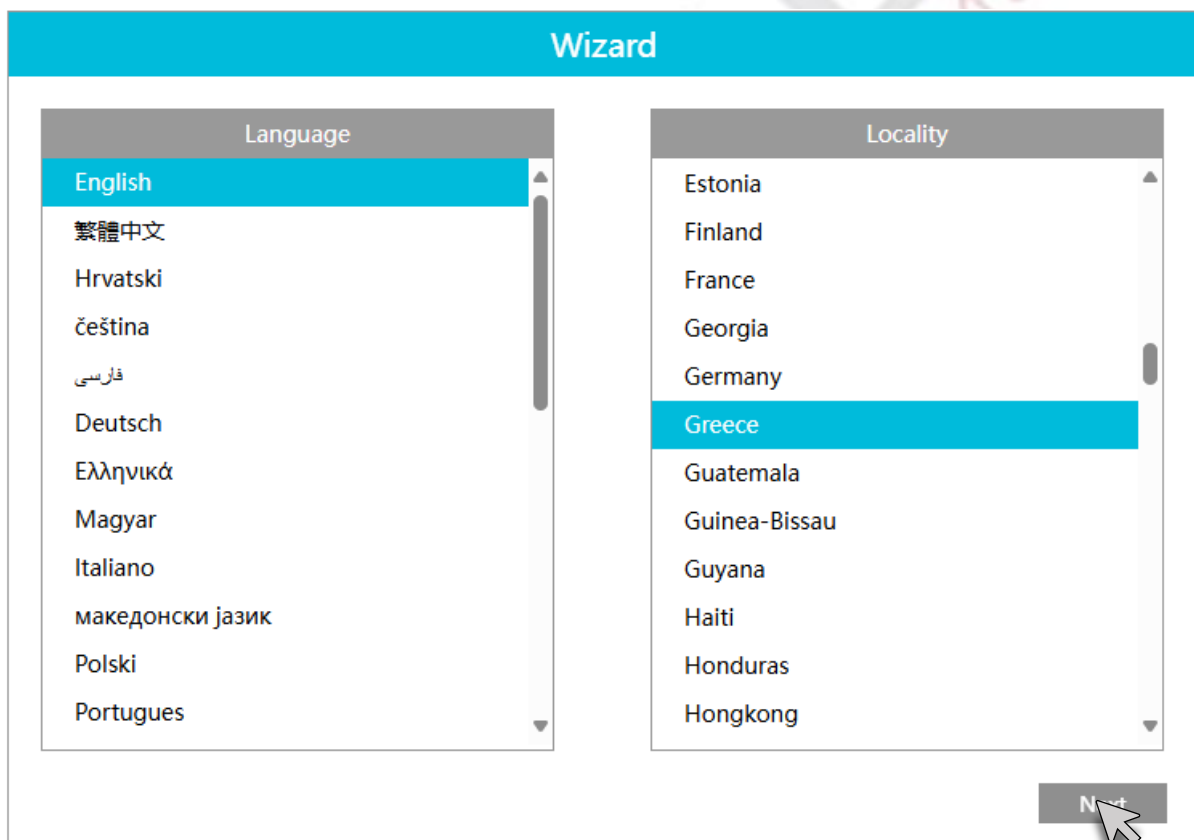 Wizard
Language
English
繁體中文
Hrvatski
čeština
فارسی
Deutsch
Ελληνικά
Magyar
Italiano
македонски јазик
Polski
Portugues
Locality
Estonia
Finland
France
Georgia
Germany
Greece
Guatemala
Guinea-Bissau
Guyana
Haiti
Honduras
Hongkong
Next